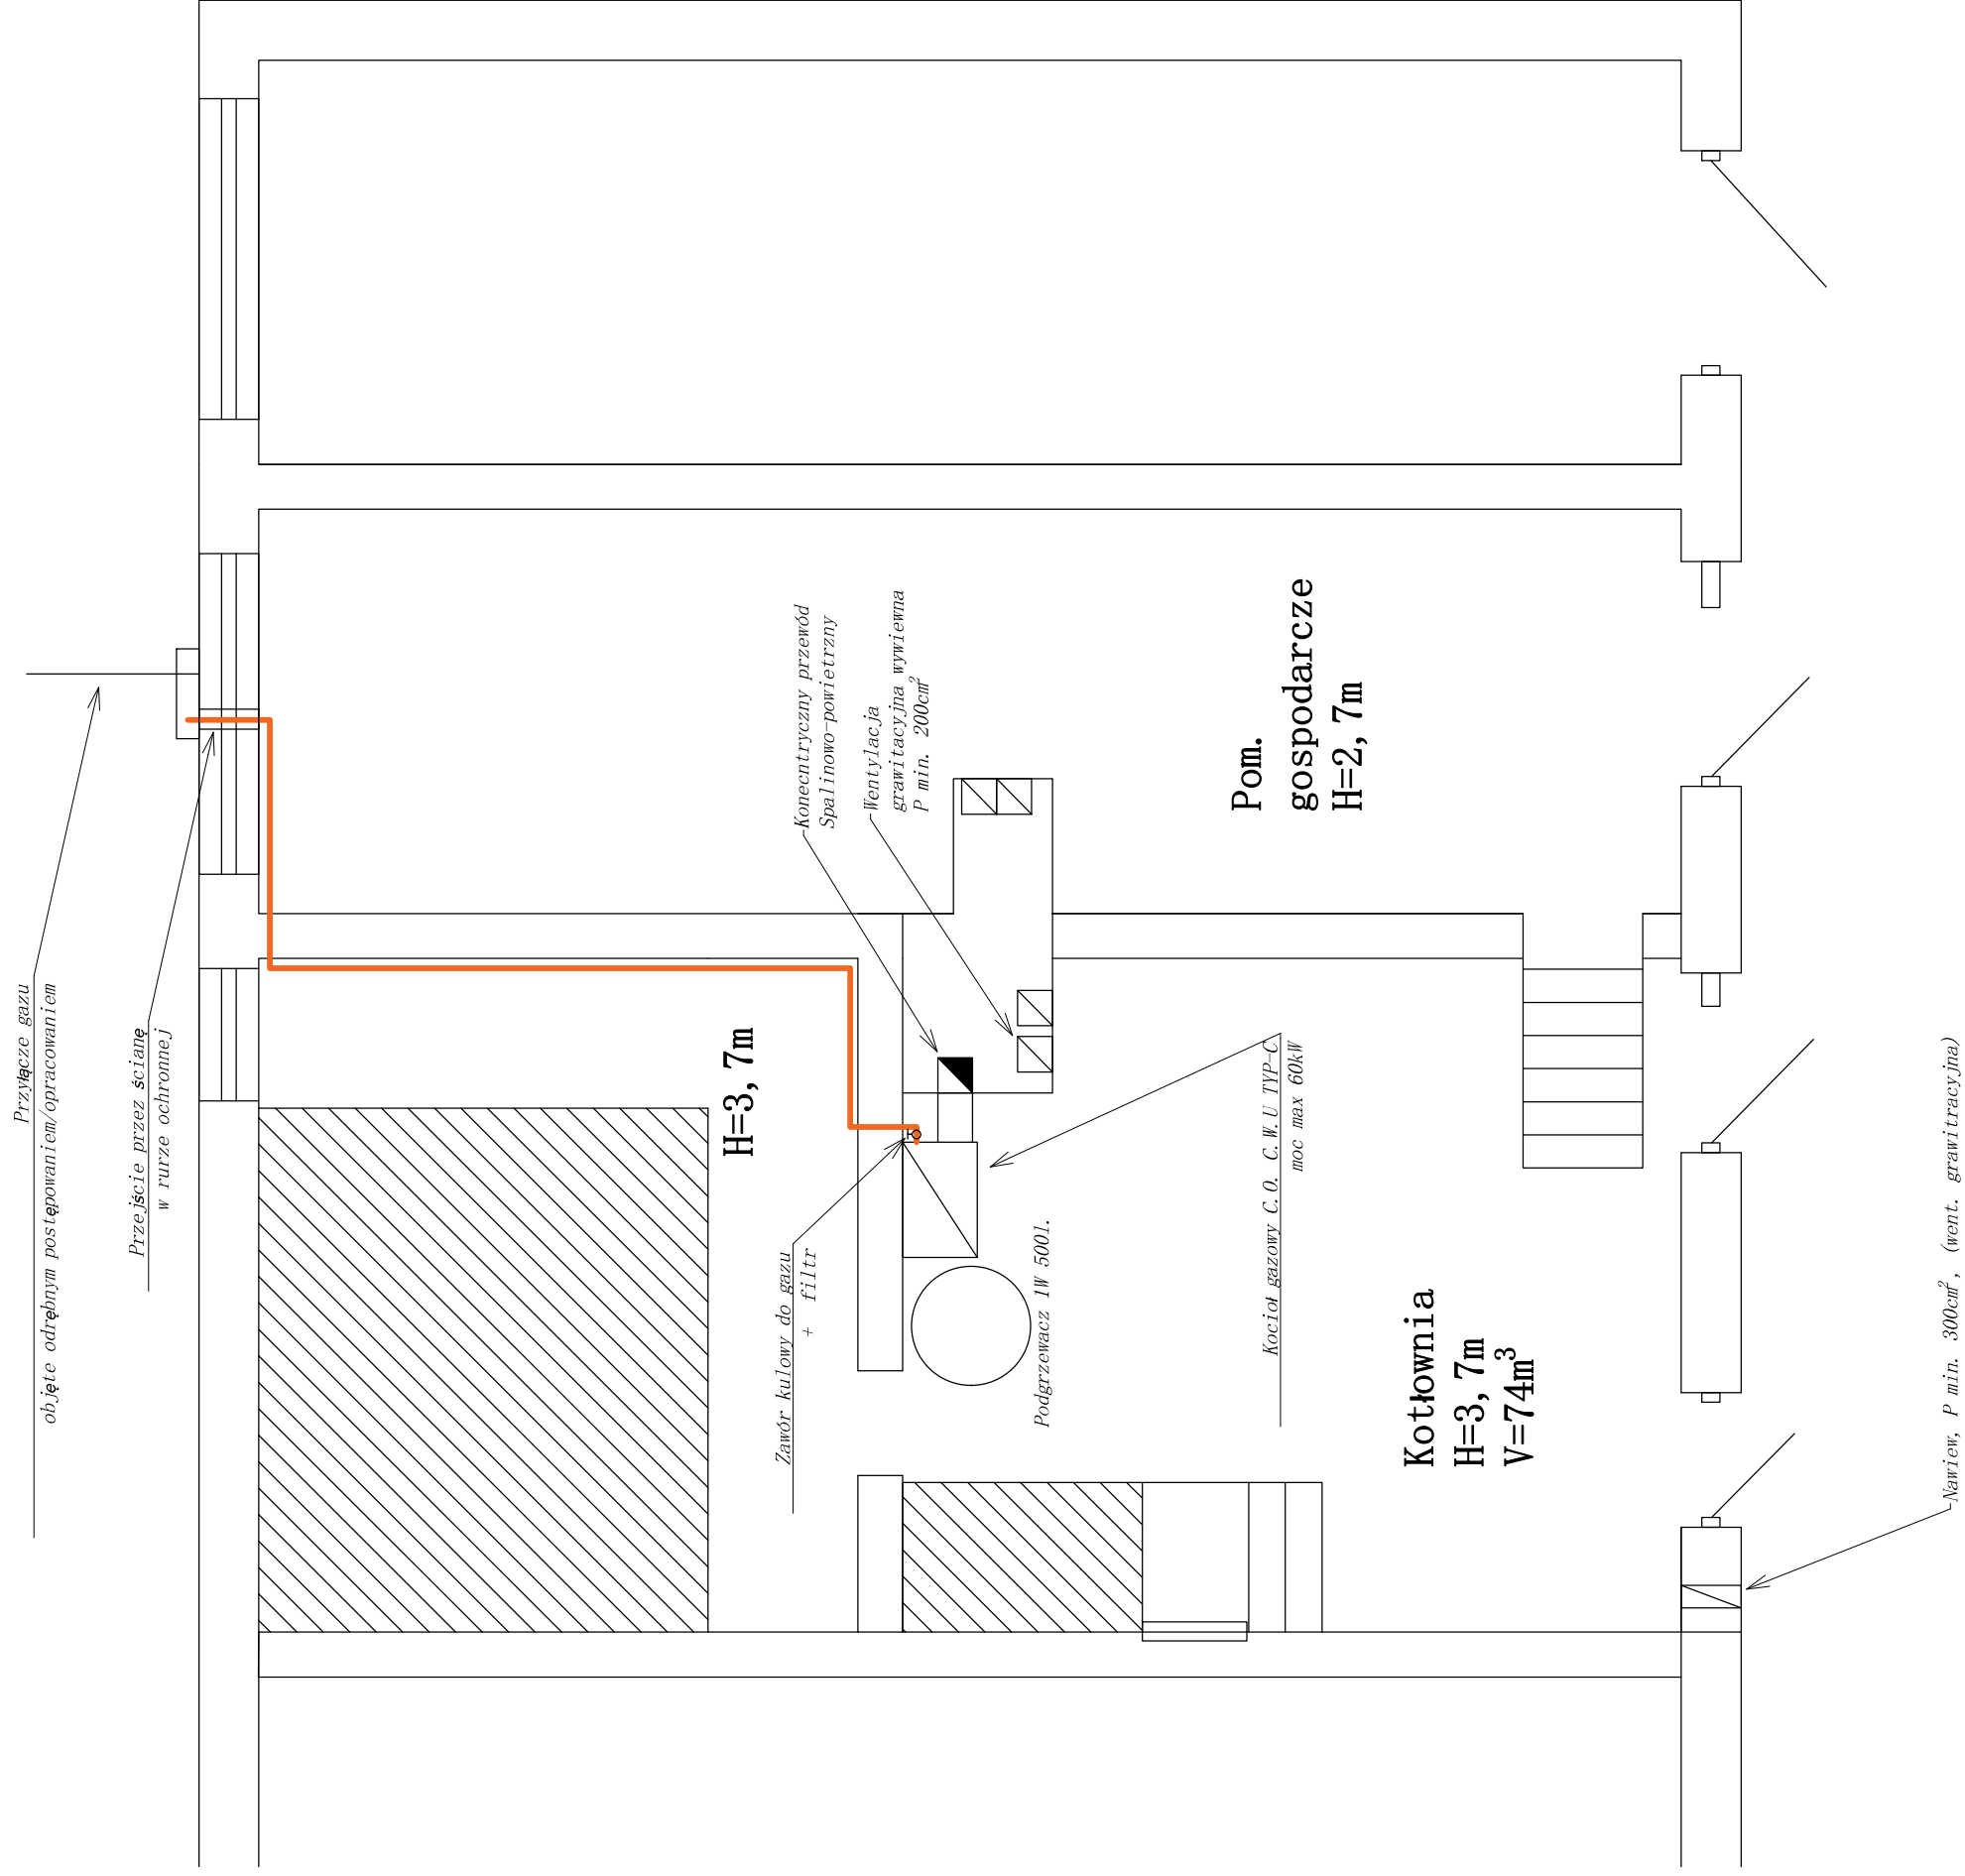 Przyłącze gazu
objęte odrębnym postępowaniem/opracowaniem
Przejście przez ścianę
w rurze ochronnej
H=3,7m
Zawór kulowy do gazu
+ filtr
Konecntryczny przewód
Spalinowo-powietrzny
Wentylacja
grawitacyjna wywiewna
P min. 200cm²
Podgrzewacz 1W 500l.
Kocioł gazowy C.O. C.W.U TYP-C
moc max 60kW
Pom.
gospodarcze
H=2,7m
Kotłownia
H=3,7m
V=74m³
Nawiew, P min. 300cm², (went. grawitracyjna)